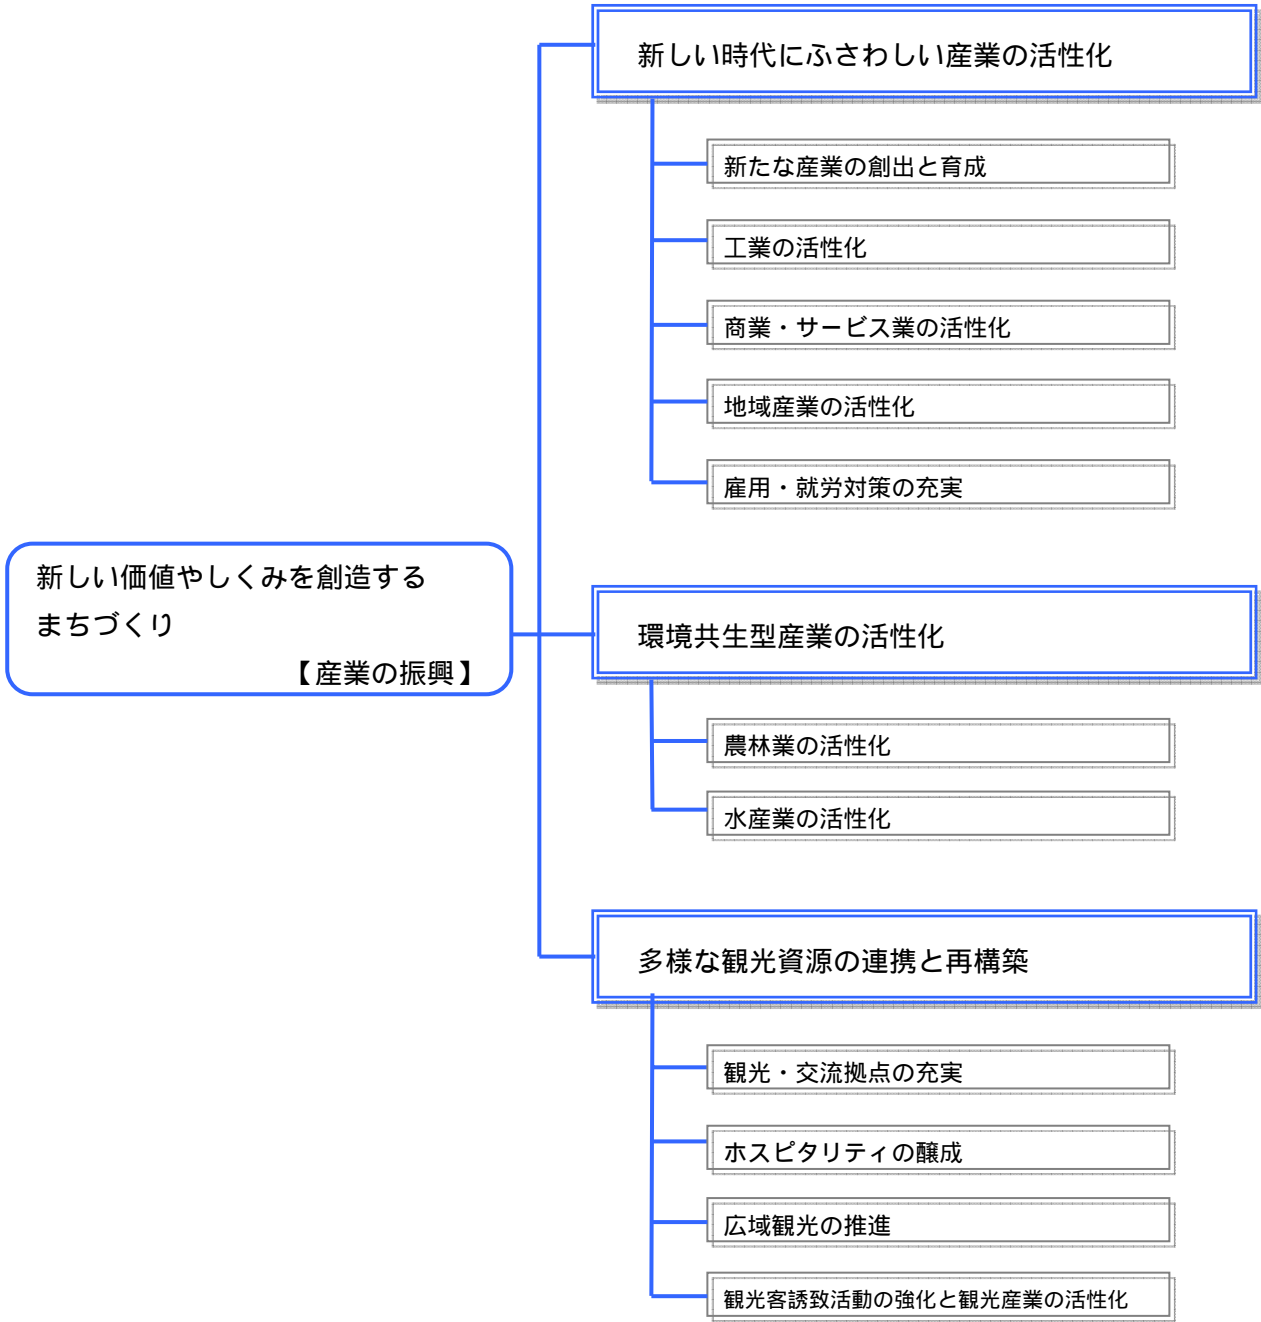 新しい時代にふさわしい産業の活性化
新たな産業の創出と育成
工業の活性化
商業・サービス業の活性化
地域産業の活性化
雇用・就労対策の充実
新しい価値やしくみを創造する
まちづくり
【産業の振興】
環境共生型産業の活性化
農林業の活性化
水産業の活性化
多様な観光資源の連携と再構築
観光・交流拠点の充実
ホスピタリティの醸成
広域観光の推進
観光客誘致活動の強化と観光産業の活性化